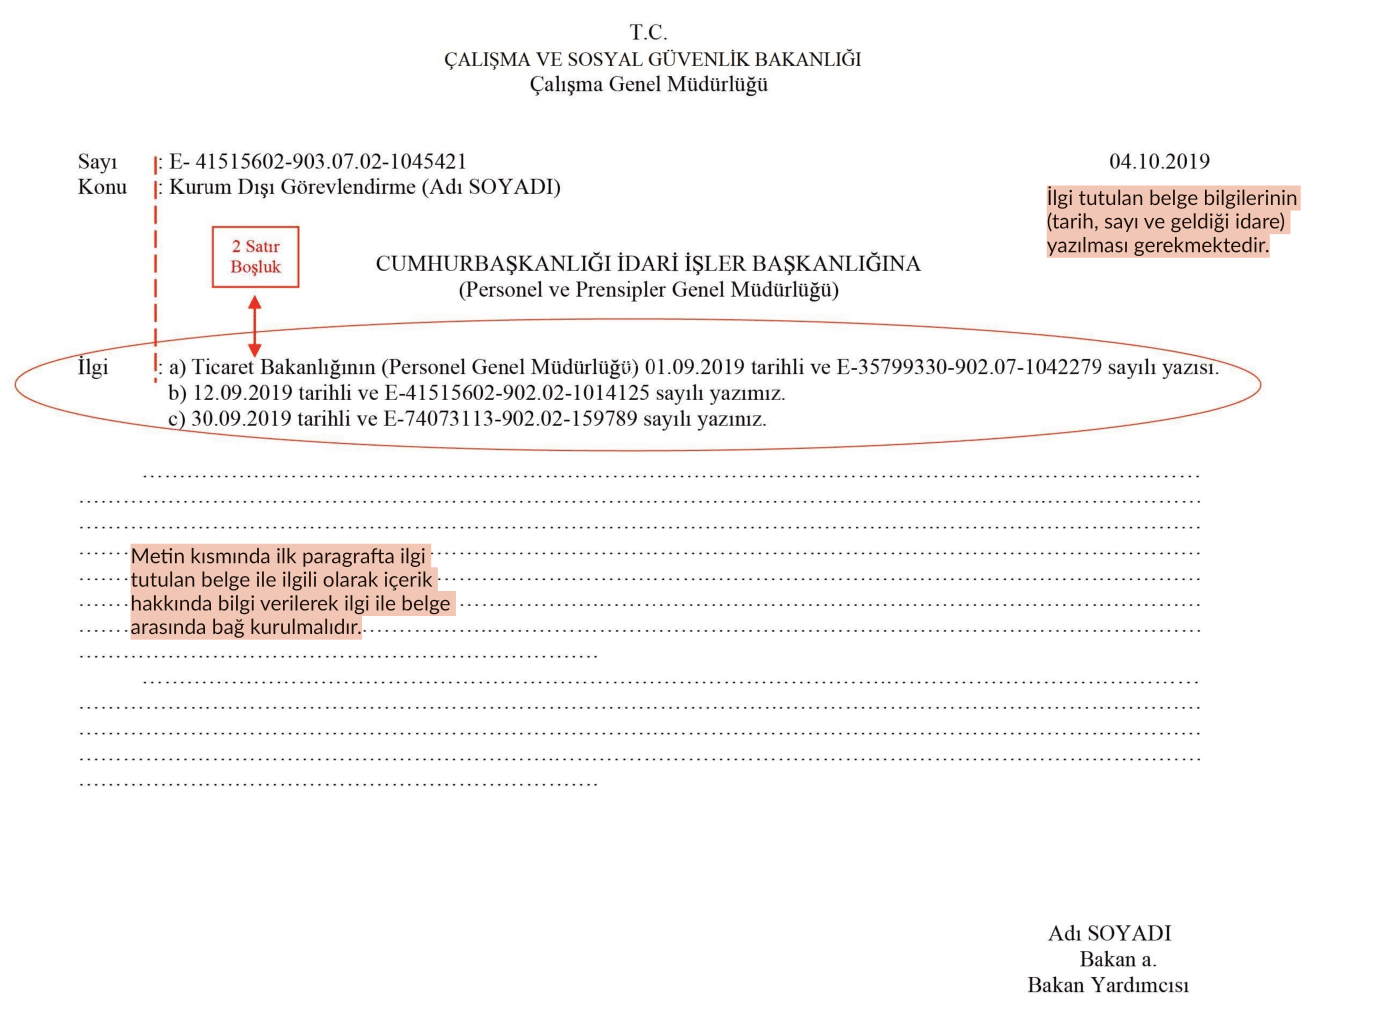 T.C.
ÇALIŞMA VE SOSYAL GÜVENLİK BAKANLIĞI
Çalışma Genel Müdürlüğü
Sayı : E- 41515602-903.07.02-1045421 04.10.2019
Konu : Kurum Dışı Görevlendirme (Adı SOYADI)
İlgi tutulan belge bilgilerinin
(tarih, sayı ve geldiği idare)
yazılması gerekmektedir.
2 Satır
Boşluk
CUMHURBAŞKANLIĞI İDARİ İŞLER BAŞKANLIĞINA
(Personel ve Prensipler Genel Müdürlüğü)
İlgi : a) Ticaret Bakanlığının (Personel Genel Müdürlüğü) 01.09.2019 tarihli ve E-35799330-902.07-1042279 sayılı yazısı.
b) 12.09.2019 tarihli ve E-41515602-902.02-1014125 sayılı yazımız.
c) 30.09.2019 tarihli ve E-74073113-902.02-159789 sayılı yazınız.
Metin kısmında ilk paragrafta ilgi
tutulan belge ile ilgili olarak içerik
hakkında bilgi verilerek ilgi ile belge
arasında bağ kurulmalıdır.
Adı SOYADI
Bakan a.
Bakan Yardımcısı